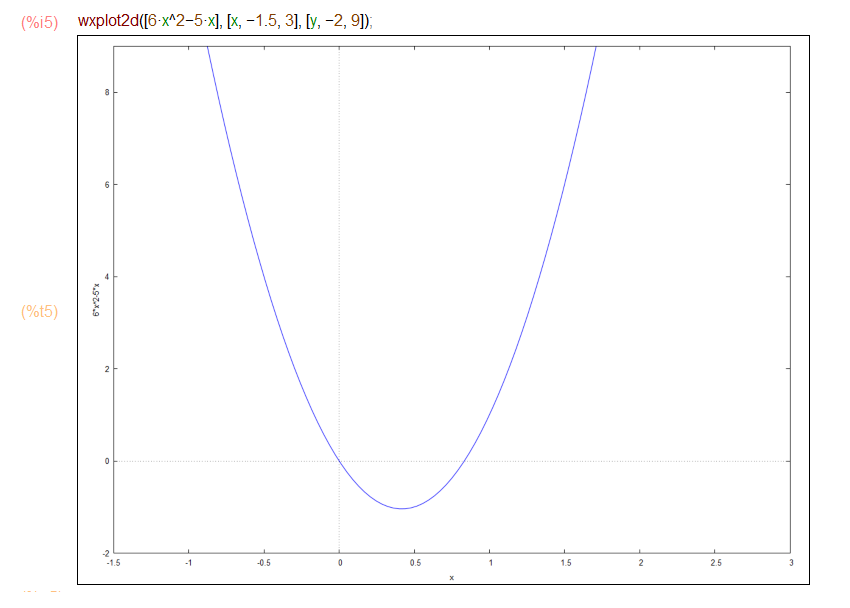 (%i5) wxplot2d([6·x^2−5·x], [x, −1.5, 3], [y, −2, 9]);
8
6
(%t5)
6*x^2-5*x
4
2
0
-2
-1.5 -1 -0.5 0 0.5 1 1.5 2 2.5 3
x